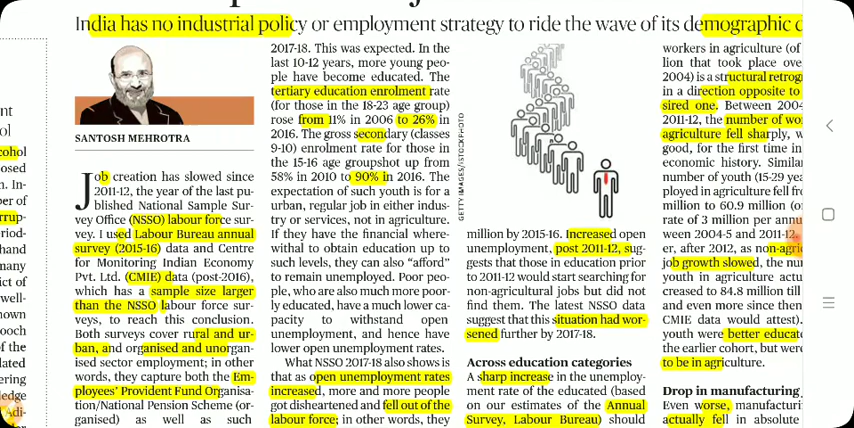 India has no industrial policy or employment strategy to ride the wave of its demographic
SANTOSH MEHROTRA
Job creation has slowed since
2011-12, the year of the last pu-
blished National Sample Sur-
vey Office (NSSO) labour force sur-
vey. I used Labour Bureau annual
survey (2015-16) data and Centre
for Monitoring Indian Economy
Pvt. Ltd. (CMIE) data (post-2016),
which has a sample size larger
than the NSSO labour force sur-
veys, to reach this conclusion.
Both surveys cover rural and ur-
ban, and organised and unorgan-
ised sector employment; in other
words, they capture both the Em-
ployees' Provident Fund Organisa-
tion/National Pension Scheme (or-
ganised) as well as such
2017-18. This was expected. In the
last 10-12 years, more young peo-
ple have become educated. The
tertiary education enrolment rate
(for those in the 18-23 age group)
rose from 11% in 2006 to 26% in
2016. The gross secondary (classes
9-10) enrolment rate for those in
the 15-16 age groupshot up from
58% in 2010 to 90% in 2016. The
expectation of such youth is for a
urban, regular job in either indus-
try or services, not in agriculture.
If they have the financial where-
withal to obtain education up to
such levels, they can also “afford”
to remain unemployed. Poor peo-
ple, who are also much more poor-
ly educated, have a much lower ca-
pacity to withstand open
unemployment, and hence have
lower open unemployment rates.
What NSSO 2017-18 also shows is
that as open unemployment rates
increased, more and more people
got disheartened and fell out of the
labour force; in other words, they
GETTY IMAGES/ISTOCKPHOTO
million by 2015-16. Increased open
unemployment, post 2011-12, sug-
gests that those in education prior
to 2011-12 would start searching for
non-agricultural jobs but did not
find them. The latest NSSO data
suggest that this situation had wor-
sened further by 2017-18.
Across education categories
A sharp increase in the unemploy-
ment rate of the educated (based
on our estimates of the Annual
Survey, Labour Bureau) should
workers in agriculture (of
lion that took place ove
2004) is a structural retrog
in a direction opposite to
sired one. Between 2004
2011-12, the number of wo
agriculture fell sharply, w
good, for the first time in
economic history. Similar
number of youth (15-29 yea
ployed in agriculture fell fro
million to 60.9 million (o
rate of 3 million per annu
ween 2004-5 and 2011-12.
er, after 2012, as non-agri
job growth slowed, the nu
youth in agriculture actu
creased to 84.8 million till
and even more since then
CMIE data would attest).
youth were better educate
the earlier cohort, but were
to be in agriculture.
Drop in manufacturing
Even worse, manufacturi
actually fell in absolute